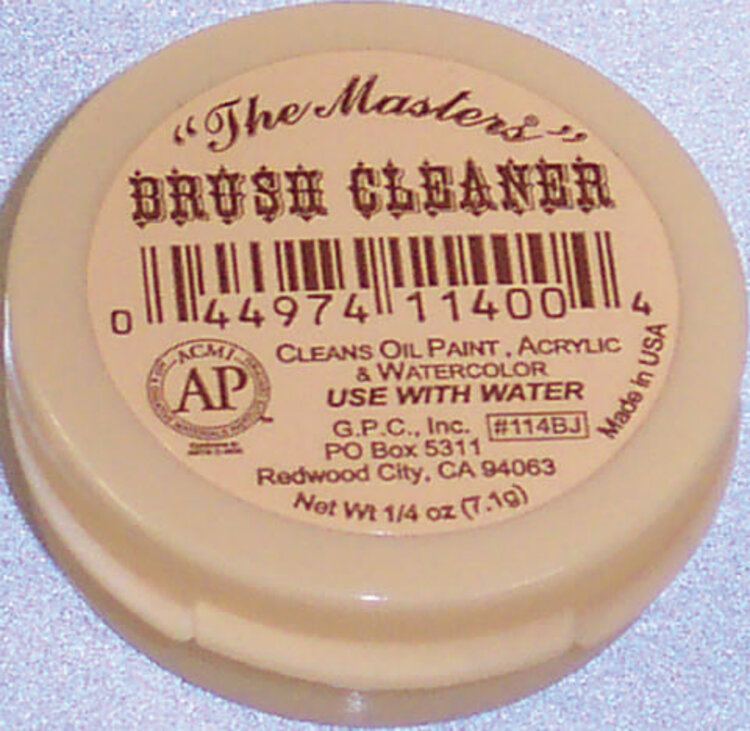 "The Masters®"
BRUSH CLEANER
0 44974 11400 4
ACMI
AP
CLEANS OIL PAINT, ACRYLIC
& WATERCOLOR
USE WITH WATER
G.P.C., Inc. #114BJ
PO Box 5311
Redwood City, CA 94063
Net Wt 1/4 oz (7.1g)
Made in USA